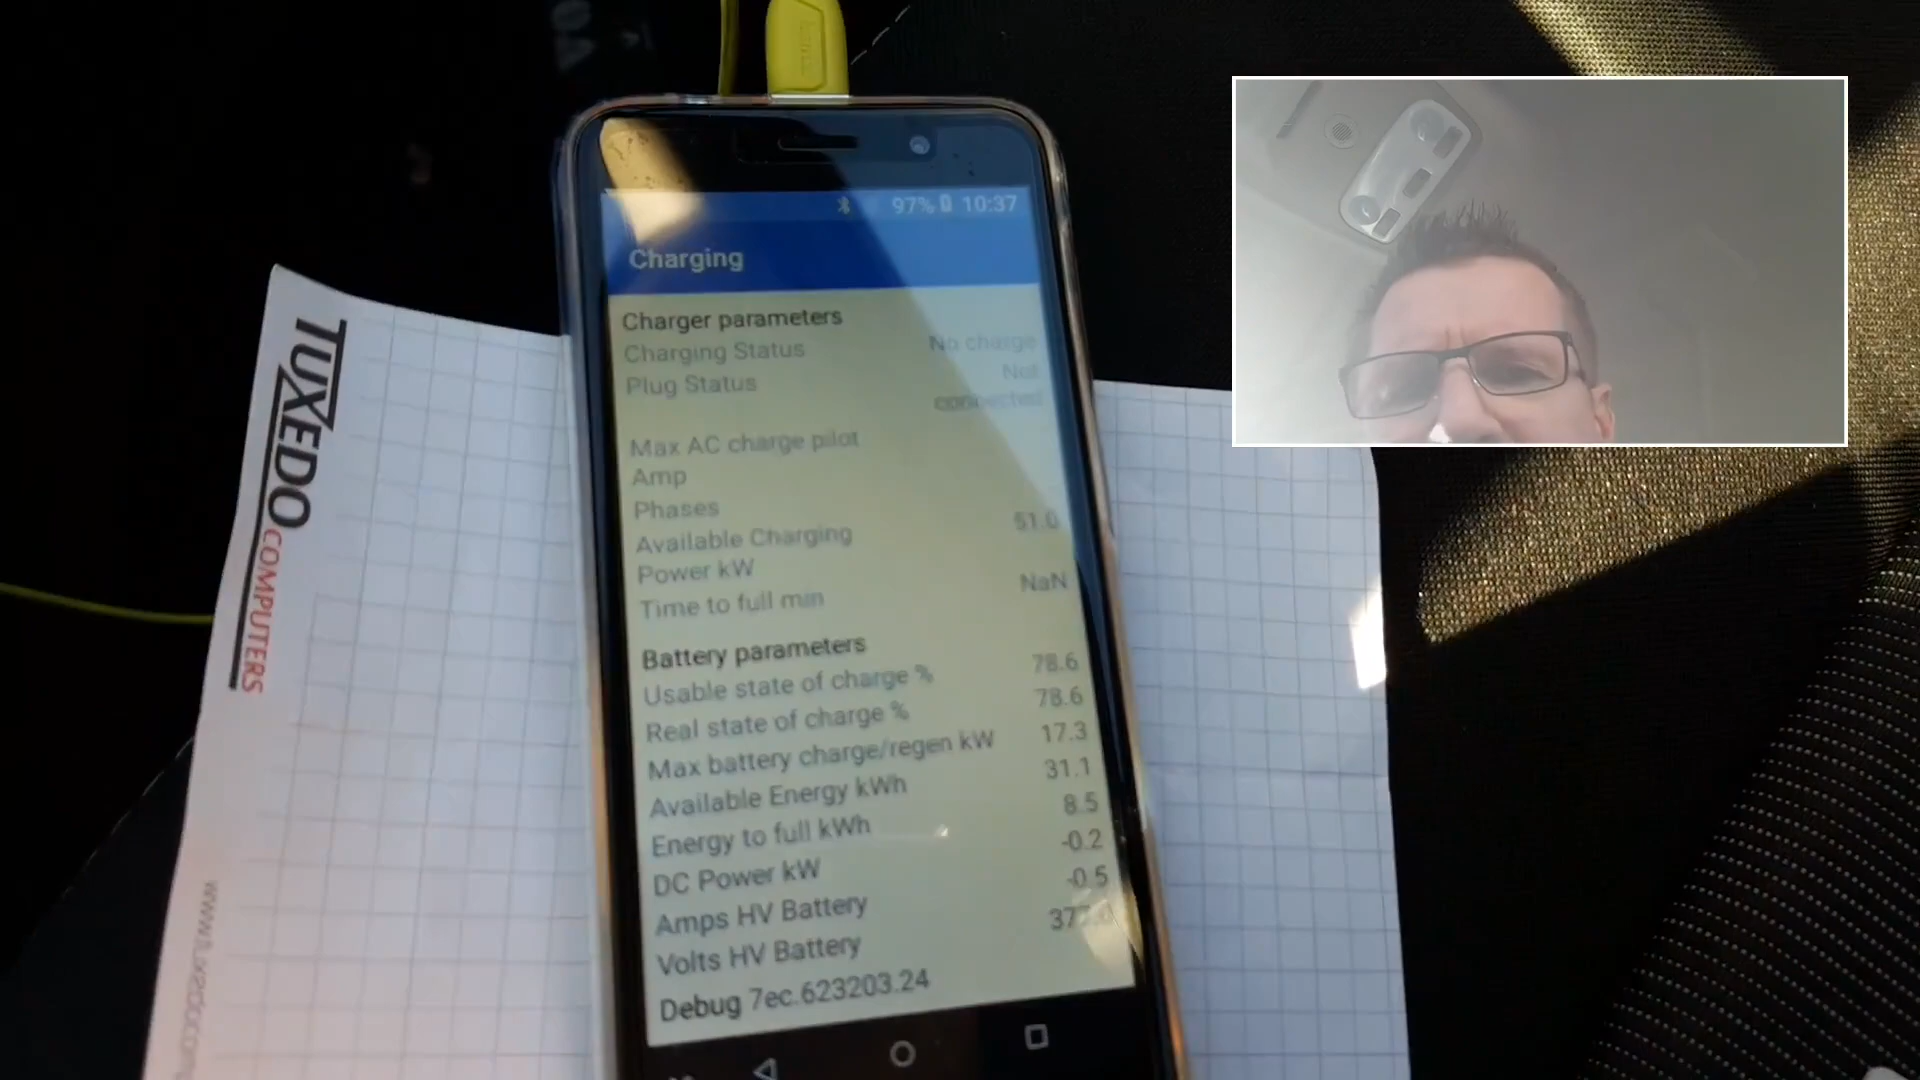 97% 10:37
Charging
Charger parameters
Charging Status No charge
Plug Status Not
connected
Max AC charge pilot
Amp
Phases
Available Charging 51.0
Power kW
Time to full min NaN
Battery parameters
Usable state of charge % 78.6
Real state of charge % 78.6
Max battery charge/regen kW 17.3
Available Energy kWh 31.1
Energy to full kWh 8.5
DC Power kW -0.2
Amps HV Battery -0.5
Volts HV Battery
Debug 7ec.623203.24
TUXEDO
COMPUTERS